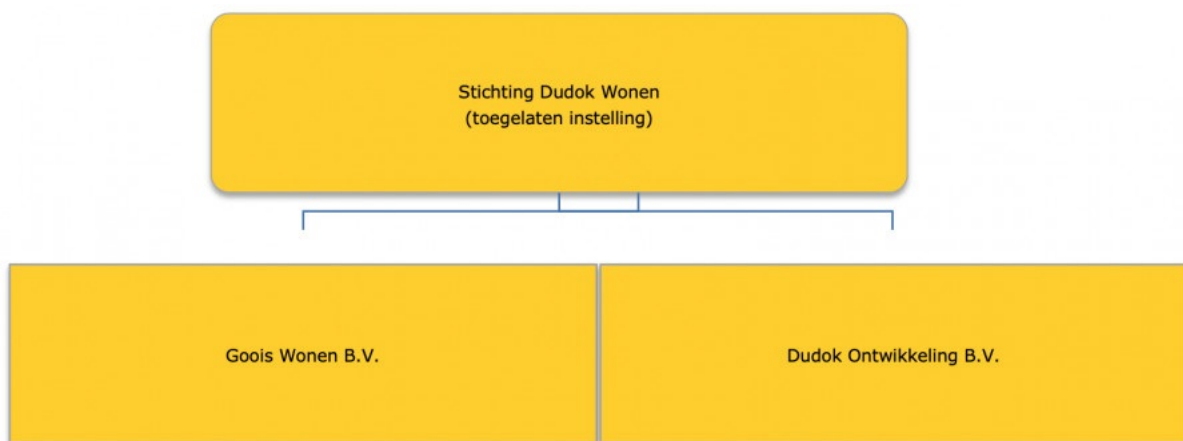 Stichting Dudok Wonen
(toegelaten instelling)
Goois Wonen B.V.
Dudok Ontwikkeling B.V.